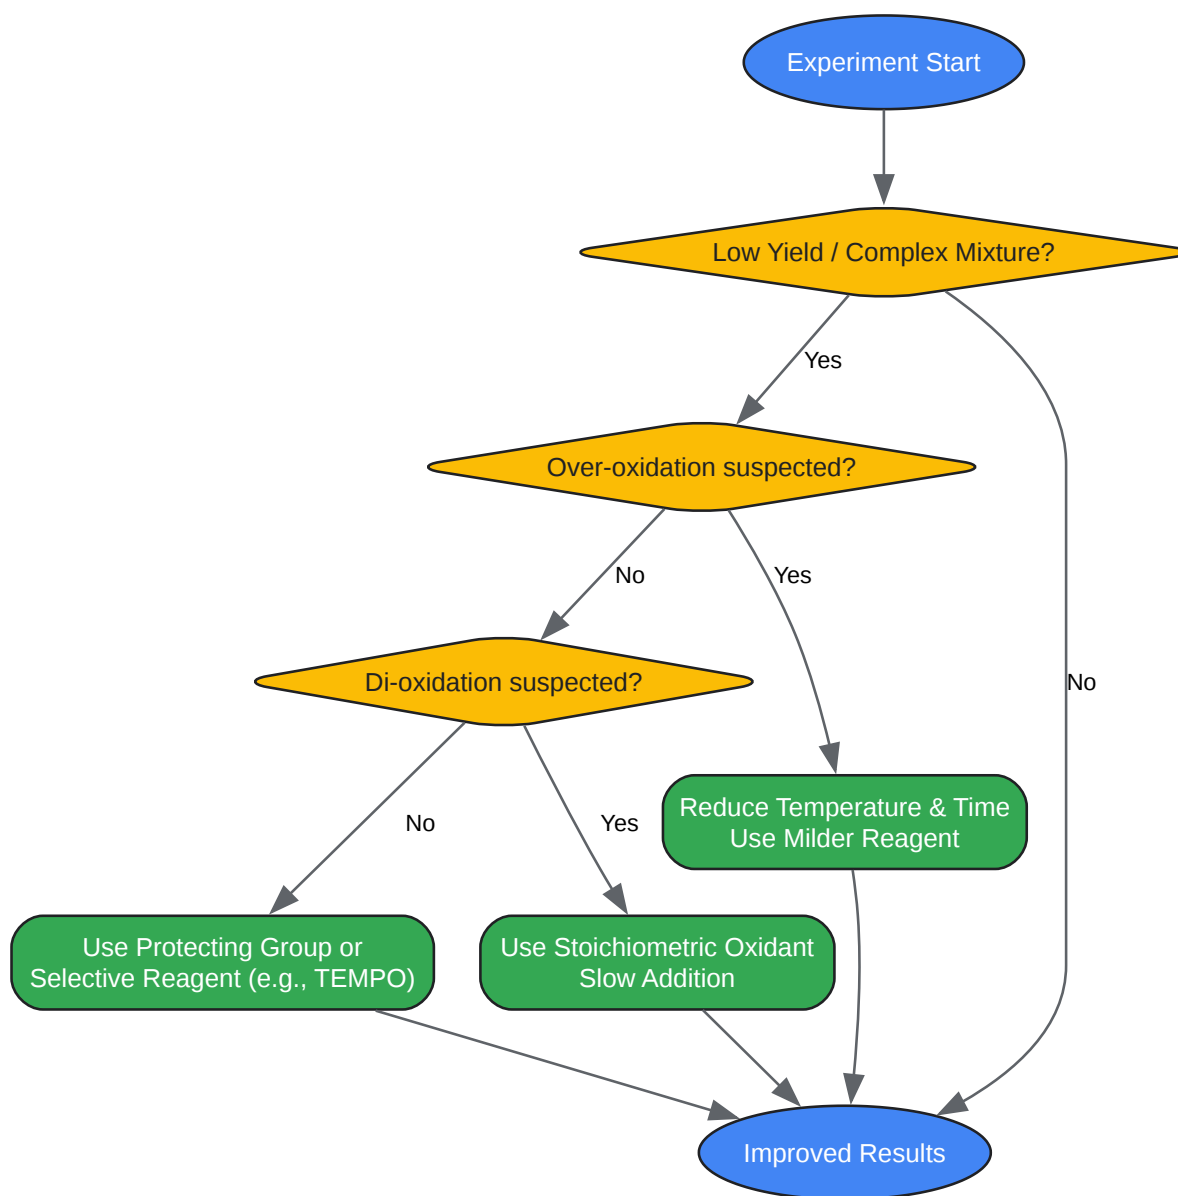 Experiment Start
Low Yield / Complex Mixture?
Yes
Over-oxidation suspected?
No
Yes
Di-oxidation suspected?
No
Reduce Temperature & Time
Use Milder Reagent
No
Yes
Use Protecting Group or
Selective Reagent (e.g., TEMPO)
Use Stoichiometric Oxidant
Slow Addition
Improved Results